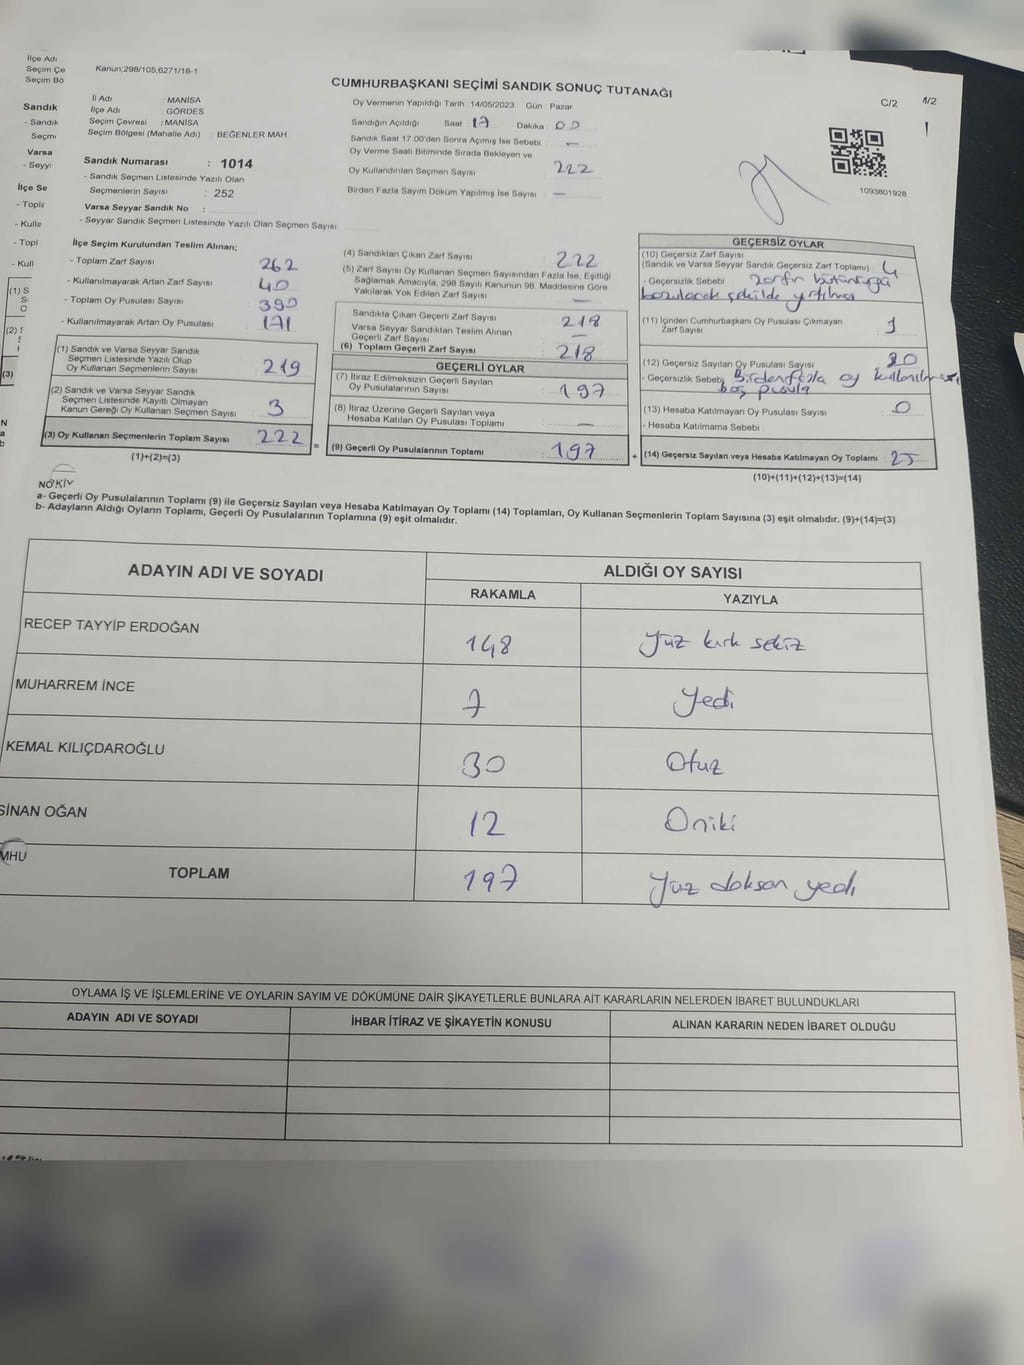 İlçe Adı
Seçim Çe
Seçim Bö
Kanun;298/105,6271/18-1
CUMHURBAŞKANI SEÇİMİ SANDIK SONUÇ TUTANAĞI
C/2
A/2
İl Adı : MANİSA
İlçe Adı : GÖRDES
Seçim Çevresi : MANİSA
Seçim Bölgesi (Mahalle Adı) : BEĞENLER MAH
Sandık Numarası : 1014
- Sandık Seçmen Listesinde Yazılı Olan
Seçmenlerin Sayısı : 252
Varsa Seyyar Sandık No :
- Seyyar Sandık Seçmen Listesinde Yazılı Olan Seçmen Sayısı
Oy Vermenin Yapıldığı Tarih : 14/05/2023 Gün : Pazar
Sandığın Açıldığı Saat : 17 Dakika : 00
Sandık Saat 17:00'den Sonra Açımış İse Sebebi : —
Oy Verme Saati Bitiminde Sırada Bekleyen ve
Oy Kullandırılan Seçmen Sayısı 222
Birden Fazla Sayım Döküm Yapılmış İse Sayısı : —
1093801928
Sandık
- Sandık
Seçmi
Varsa
- Seyyı
İlçe Se
- Topla
- Kulle
- Topl
- Kull
(1) S
S
O
(2) S
(3)
N
a
b
İlçe Seçim Kurulundan Teslim Alınan;
- Toplam Zarf Sayısı 262
- Kullanılmayarak Artan Zarf Sayısı 40
- Toplam Oy Pusulası Sayısı 390
- Kullanılmayarak Artan Oy Pusulası 171
(1) Sandık ve Varsa Seyyar Sandık
Seçmen Listesinde Yazılı Olup
Oy Kullanan Seçmenlerin Sayısı 219
(2) Sandık ve Varsa Seyyar Sandık
Seçmen Listesinde Kayıtlı Olmayan
Kanun Gereği Oy Kullanan Seçmen Sayısı 3
(3) Oy Kullanan Seçmenlerin Toplam Sayısı 222
(1)+(2)=(3)
=
(4) Sandıktan Çıkan Zarf Sayısı 222
(5) Zarf Sayısı Oy Kullanan Seçmen Sayısından Fazla İse, Eşitliği
Sağlamak Amacıyla, 298 Sayılı Kanunun 98. Maddesine Göre
Yakılarak Yok Edilen Zarf Sayısı —
Sandıkta Çıkan Geçerli Zarf Sayısı 218
Varsa Seyyar Sandıktan Teslim Alınan
Geçerli Zarf Sayısı —
(6) Toplam Geçerli Zarf Sayısı 218
GEÇERLİ OYLAR
(7) İtiraz Edilmeksizin Geçerli Sayılan
Oy Pusulalarının Sayısı : 197
(8) İtiraz Üzerine Geçerli Sayılan veya
Hesaba Katılan Oy Pusulası Toplamı : —
(9) Geçerli Oy Pusulalarının Toplamı : 197
+
GEÇERSİZ OYLAR
(10) Geçersiz Zarf Sayısı
(Sandık ve Varsa Seyyar Sandık Geçersiz Zarf Toplamı) : 4
- Geçersizlik Sebebi : zarfın bütünlüğü
bozulacak şekilde yırtılması
(11) İçinden Cumhurbaşkanı Oy Pusulası Çıkmayan
Zarf Sayısı : 1
(12) Geçersiz Sayılan Oy Pusulası Sayısı : 20
- Geçersizlik Sebebi : Birden fazla oy kullanılması
boş pusula
(13) Hesaba Katılmayan Oy Pusulası Sayısı : 0
- Hesaba Katılmama Sebebi :
(14) Geçersiz Sayılan veya Hesaba Katılmayan Oy Toplamı : 25
(10)+(11)+(12)+(13)=(14)
a- Geçerli Oy Pusulalarının Toplamı (9) ile Geçersiz Sayılan veya Hesaba Katılmayan Oy Toplamı (14) Toplamları, Oy Kullanan Seçmenlerin Toplam Sayısına (3) eşit olmalıdır. (9)+(14)=(3)
b- Adayların Aldığı Oyların Toplamı, Geçerli Oy Pusulalarının Toplamına (9) eşit olmalıdır.
ADAYIN ADI VE SOYADI ALDIĞI OY SAYISI
RAKAMLA YAZIYLA
RECEP TAYYİP ERDOĞAN 148 Yüz kırk sekiz
MUHARREM İNCE 7 Yedi
KEMAL KILIÇDAROĞLU 30 Otuz
SİNAN OĞAN 12 Oniki
MHU
TOPLAM 197 Yüz doksan yedi
OYLAMA İŞ VE İŞLEMLERİNE VE OYLARIN SAYIM VE DÖKÜMÜNE DAİR ŞİKAYETLERLE BUNLARA AİT KARARLARIN NELERDEN İBARET BULUNDUKLARI
ADAYIN ADI VE SOYADI İHBAR İTİRAZ VE ŞİKAYETİN KONUSU ALINAN KARARIN NEDEN İBARET OLDUĞU